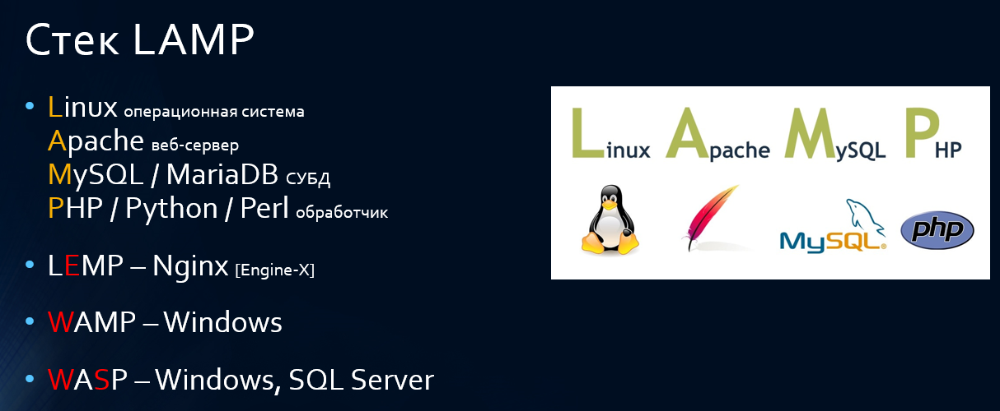 Стек LAMP
• Linux операционная система
Apache веб-сервер
MySQL / MariaDB СУБД
PHP / Python / Perl обработчик
• LEMP – Nginx [Engine-X]
• WAMP – Windows
• WASP – Windows, SQL Server
Linux Apache MySQL PHP
MySQL® php